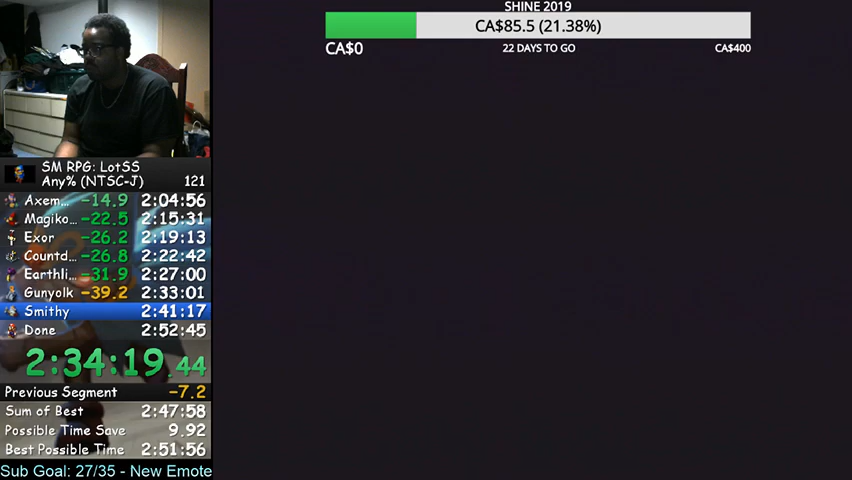 SHINE 2019
CA$85.5 (21.38%)
CA$0 22 DAYS TO GO CA$400
SM RPG: LotSS
Any% (NTSC-J) 121
Axem... -14.9 2:04:56
Magiko... -22.5 2:15:31
Exor -26.2 2:19:13
Countd... -26.8 2:22:42
Earthli... -31.9 2:27:00
Gunyolk -39.2 2:33:01
Smithy 2:41:17
Done 2:52:45
2:34:19.44
Previous Segment -7.2
Sum of Best 2:47:58
Possible Time Save 9.92
Best Possible Time 2:51:56
Sub Goal: 27/35 - New Emote